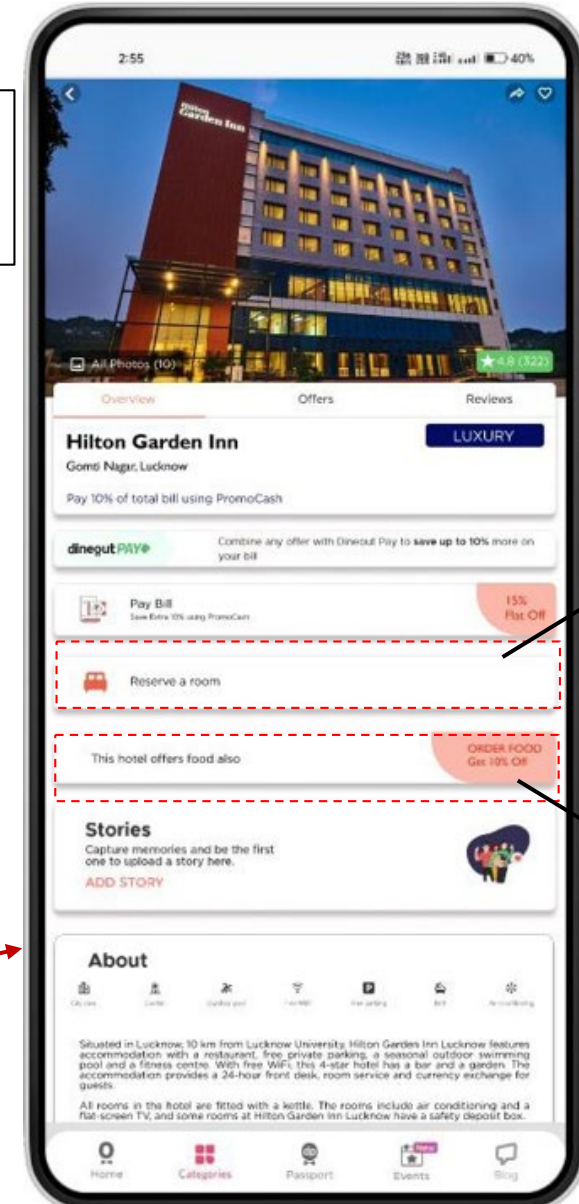 2:55
40%
Hilton
Garden Inn
All Photos (10)
4.8 (322)
Overview
Offers
Reviews
Hilton Garden Inn
LUXURY
Gomti Nagar, Lucknow
Pay 10% of total bill using PromoCash
dineout PAY
Combine any offer with Dineout Pay to save up to 10% more on
your bill
Pay Bill
Save Extra 10% using PromoCash
15%
Flat Off
Reserve a room
This hotel offers food also
ORDER FOOD
Get 10% Off
Stories
Capture memories and be the first
one to upload a story here.
ADD STORY
About
Free parking
Air conditioning
Situated in Lucknow, 10 km from Lucknow University, Hilton Garden Inn Lucknow features
accommodation with a restaurant, free private parking, a seasonal outdoor swimming
pool and a fitness centre. With free WiFi, this 4-star hotel has a bar and a garden. The
accommodation provides a 24-hour front desk, room service and currency exchange for
guests.
All rooms in the hotel are fitted with a kettle. The rooms include air conditioning and a
flat-screen TV, and some rooms at Hilton Garden Inn Lucknow have a safety deposit box.
New
Home
Categories
Passport
Events
Blog